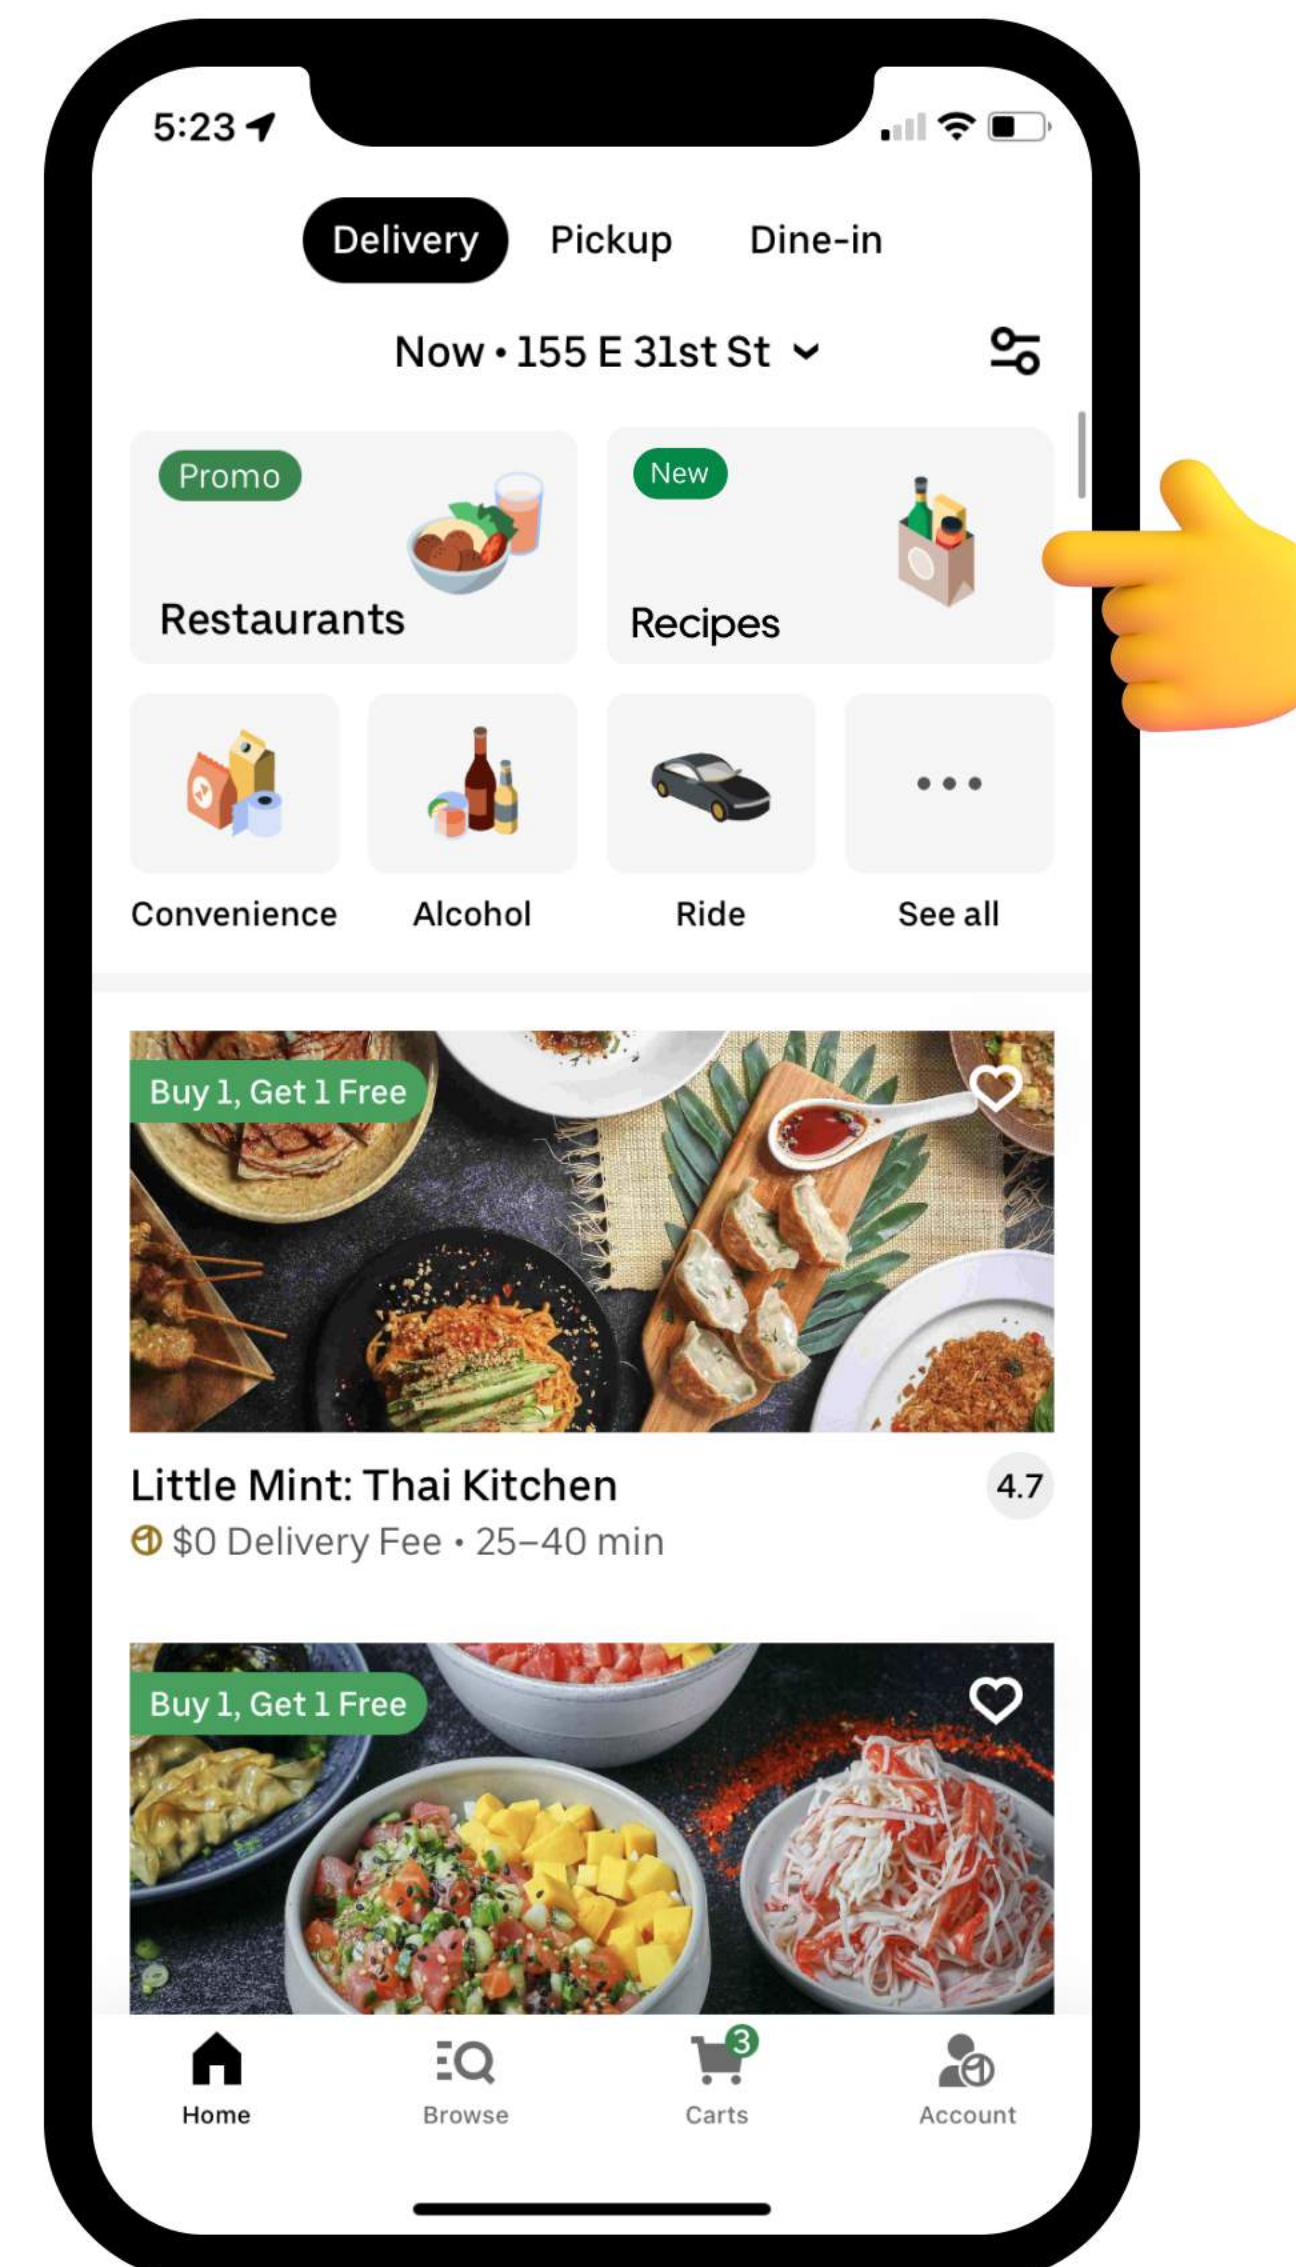 5:23
Delivery Pickup Dine-in
Now • 155 E 31st St
Promo
Restaurants
New
Recipes
Convenience Alcohol Ride See all
Buy 1, Get 1 Free
Little Mint: Thai Kitchen 4.7
$0 Delivery Fee • 25–40 min
Buy 1, Get 1 Free
3
Home Browse Carts Account